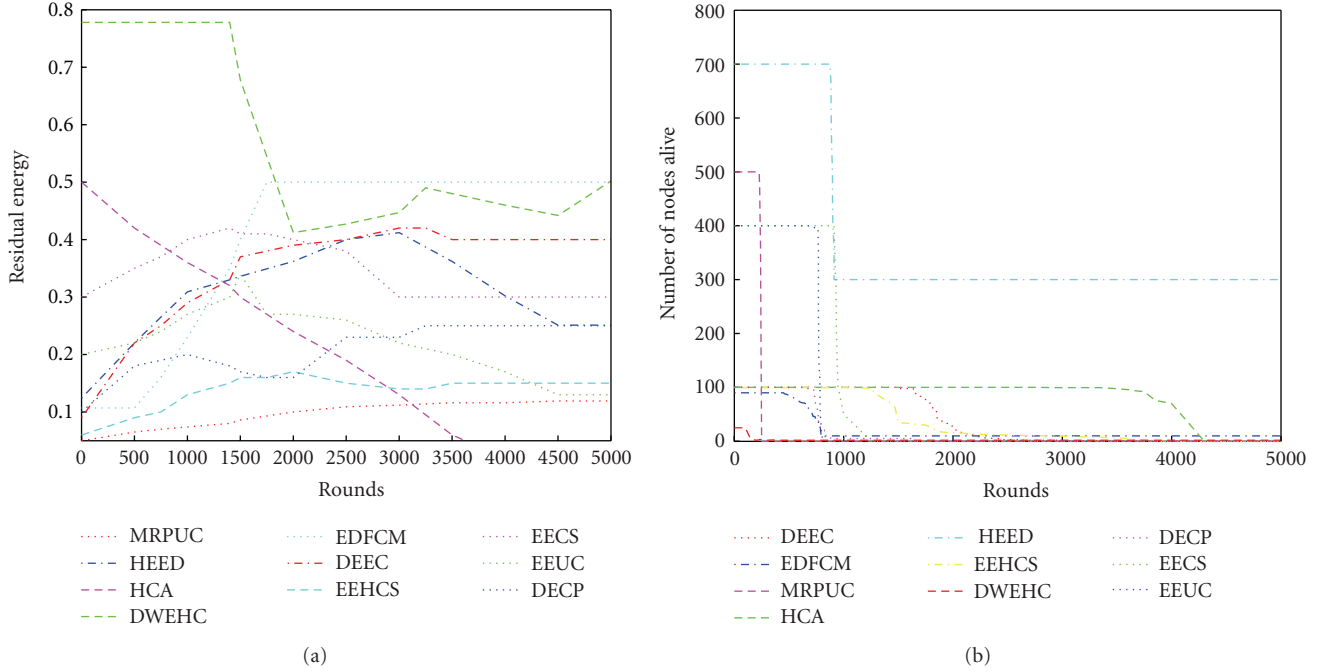 0.8
0.7
0.6
0.5
0.4
0.3
0.2
0.1
Residual energy
0 500 1000 1500 2000 2500 3000 3500 4000 4500 5000
Rounds
MRPUC
HEED
HCA
DWEHC
EDFCM
DEEC
EEHCS
EECS
EEUC
DECP
(a)
800
700
600
500
400
300
200
100
0
Number of nodes alive
0 1000 2000 3000 4000 5000
Rounds
DEEC
EDFCM
MRPUC
HCA
HEED
EEHCS
DWEHC
DECP
EECS
EEUC
(b)